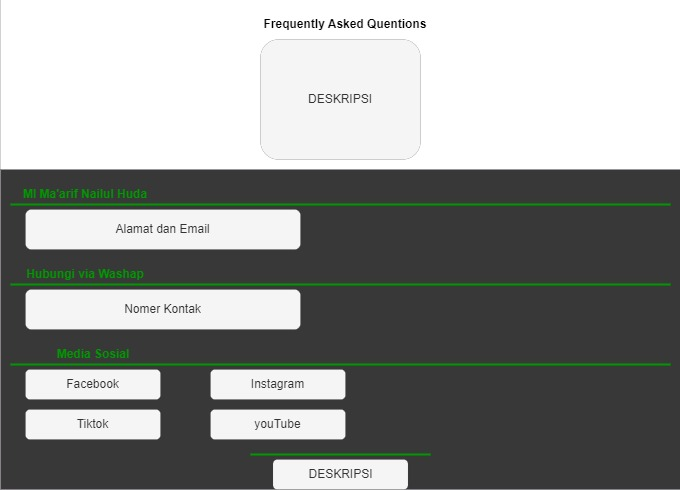 Frequently Asked Quentions
DESKRIPSI
MI Ma'arif Nailul Huda
Alamat dan Email
Hubungi via Washap
Nomer Kontak
Media Sosial
Facebook Instagram
Tiktok youTube
DESKRIPSI